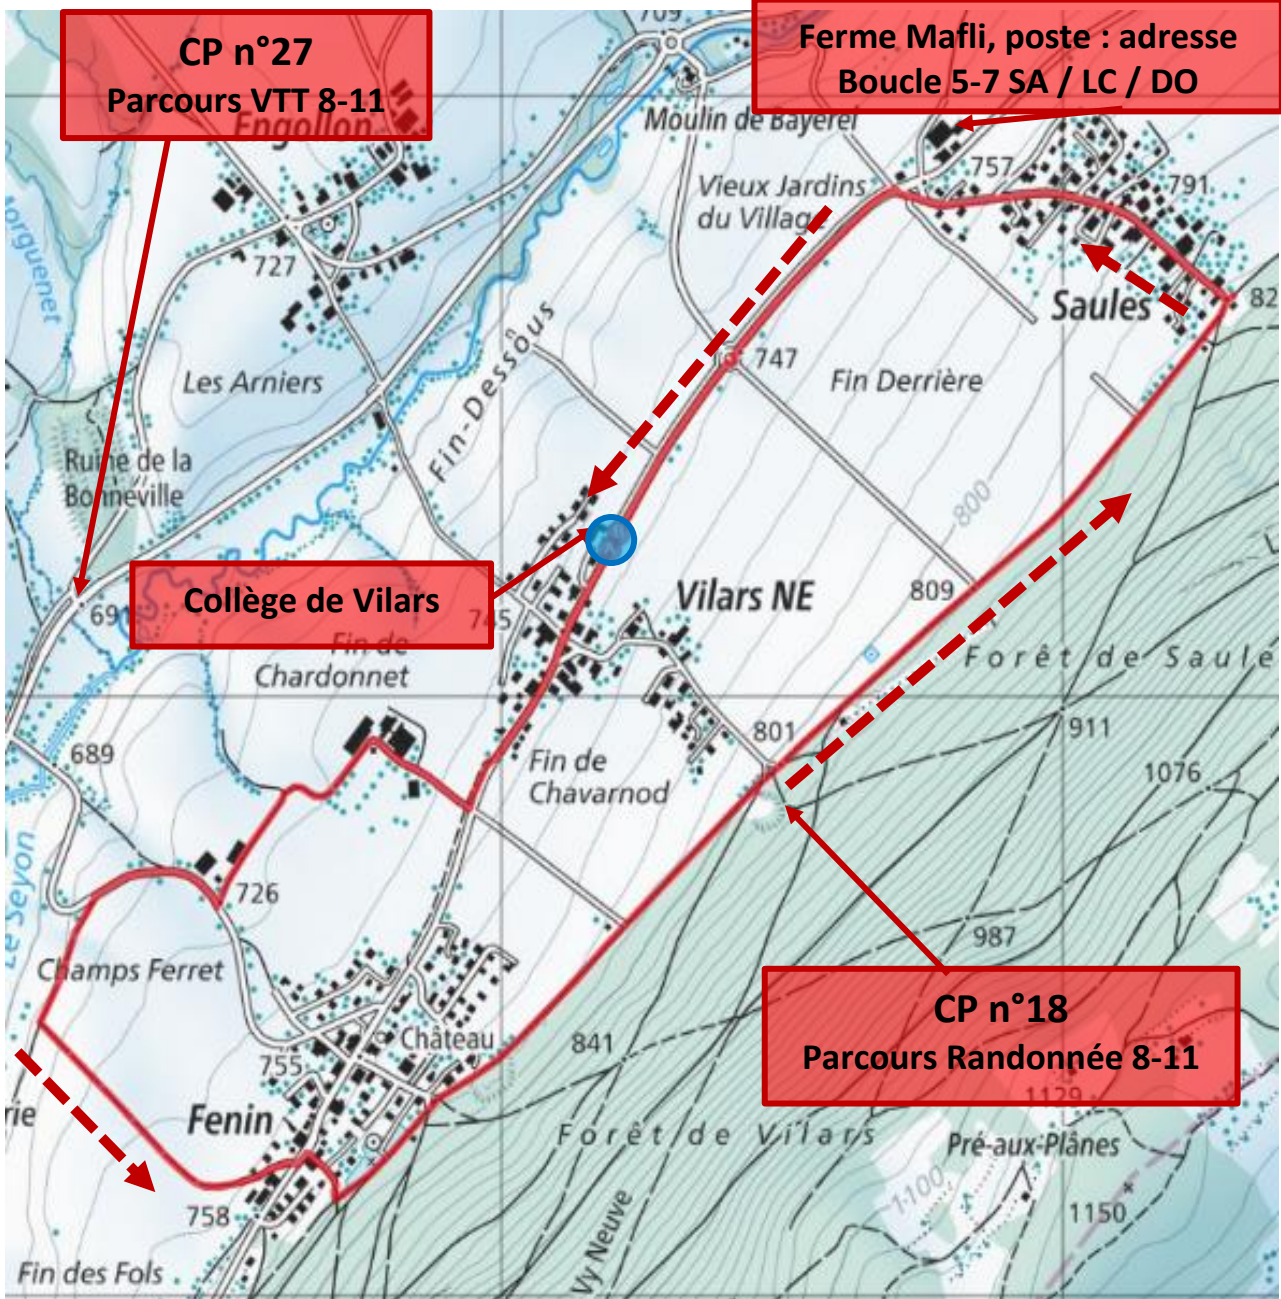 709
CP n°27
Parcours VTT 8-11
Ferme Mafli, poste : adresse
Boucle 5-7 SA / LC / DO
Engollon
Moulin de Bayerel
757
791
Vieux Jardins
du Village
727
Saules
82
747
Les Arniers
Fin Derrière
Fin-Dessous
Ruine de la
Bonneville
800
Collège de Vilars
691
745
Vilars NE
809
Fin de
Chardonnet
Forêt de Saule
689
801
911
Fin de
Chavarnod
1076
Le Seyon
726
987
Champs Ferret
CP n°18
Parcours Randonnée 8-11
Château
841
755
1129
rie
Fenin
Forêt de Vilars
Pré-aux-Plânes
1100
758
1150
Vy Neuve
Fin des Fols